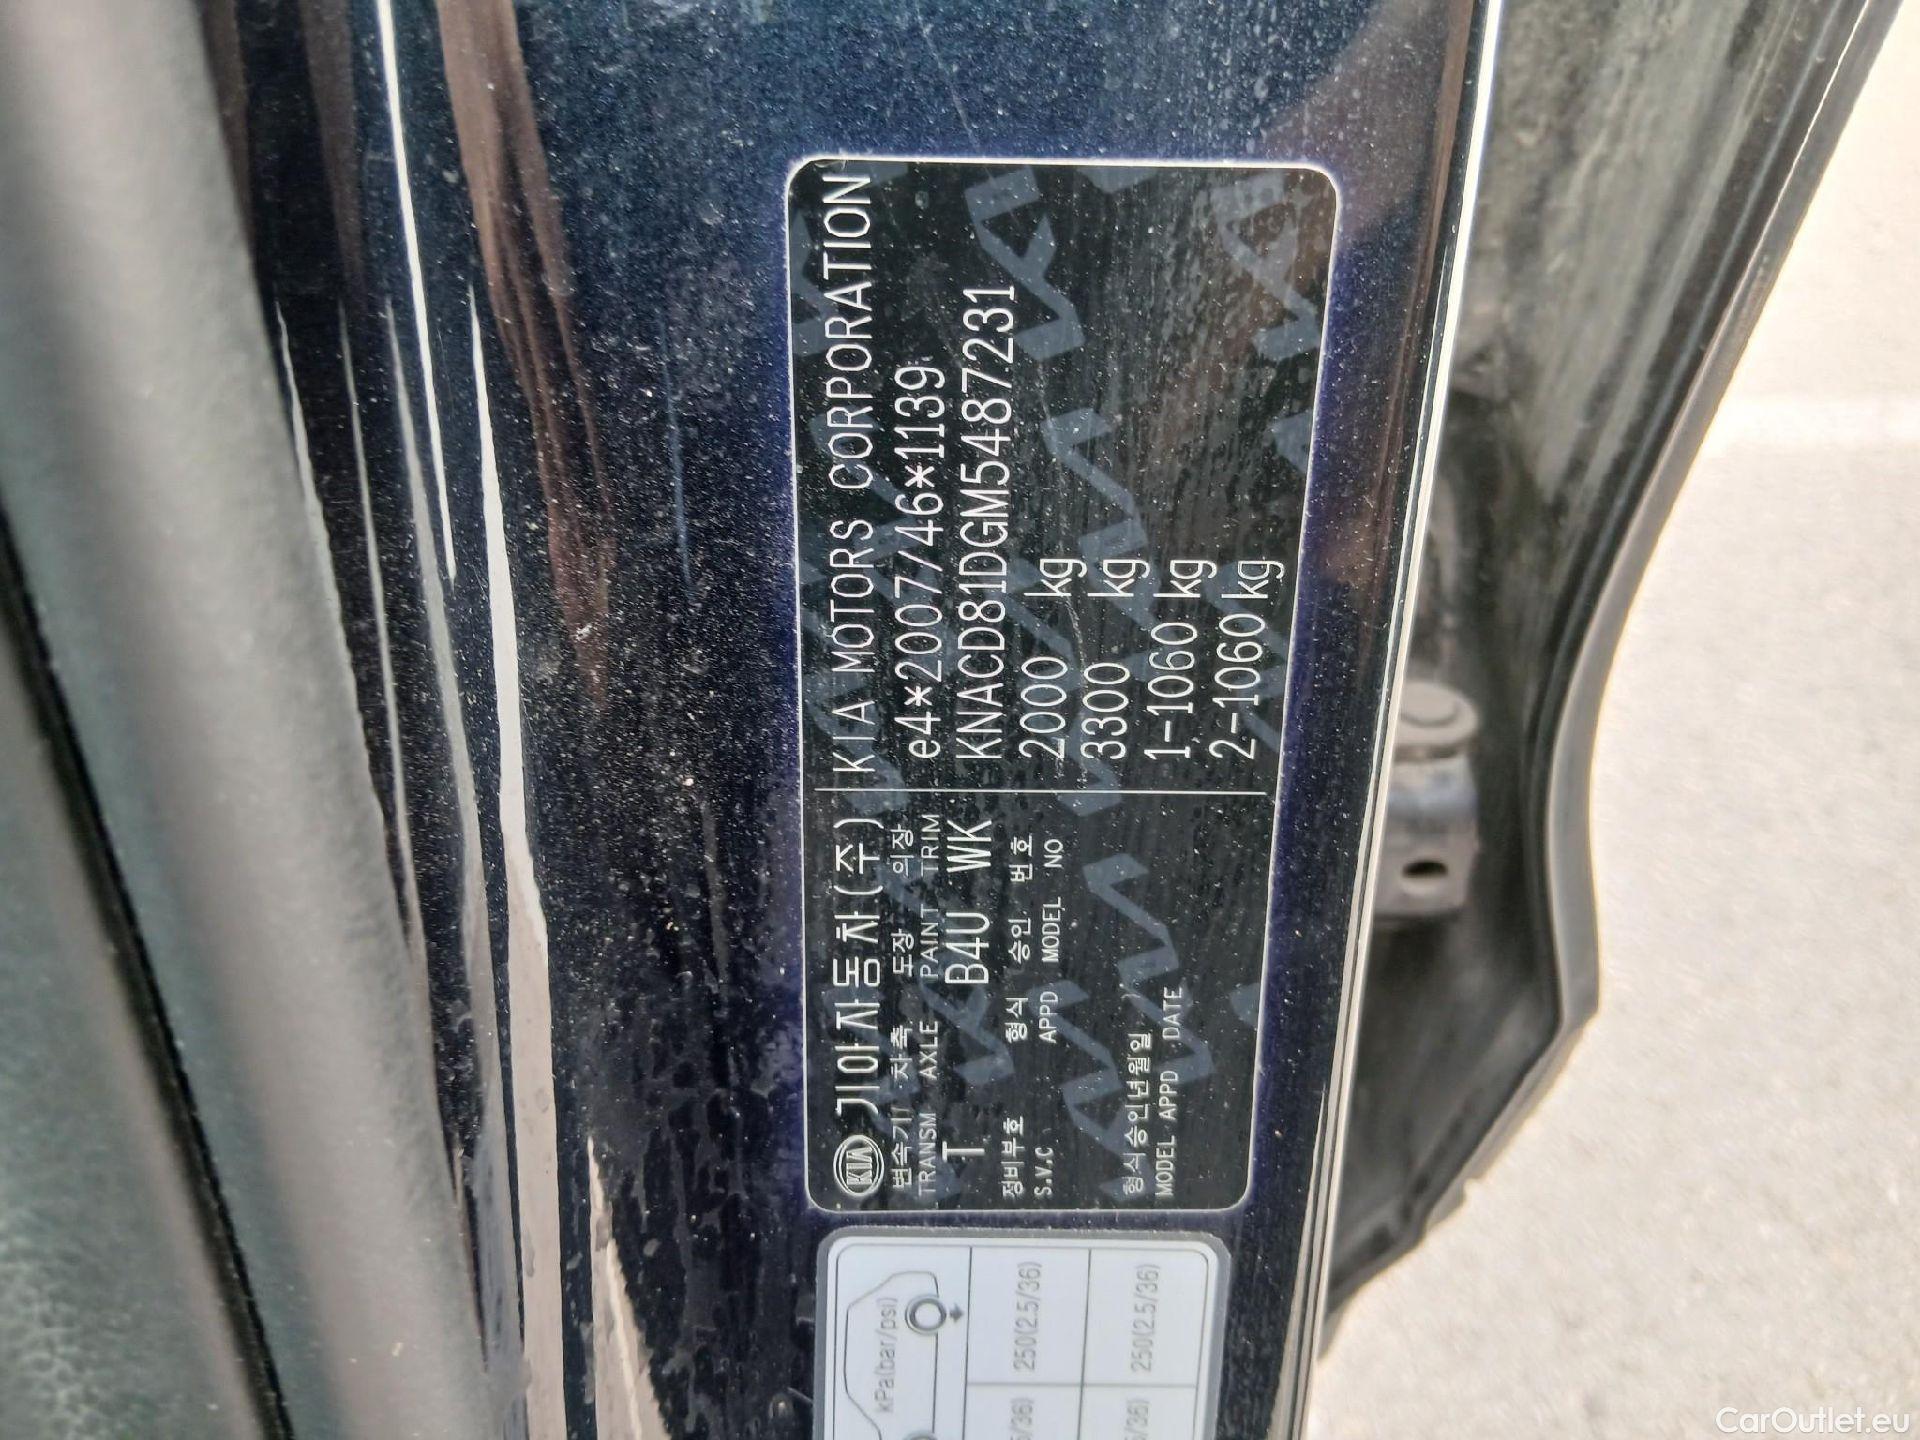 KIA 기아자동차(주) KIA MOTORS CORPORATION
변속기 차축 도장 의장 e4*2007/46*1139
TRANSM AXLE PAINT TRIM
T B4U WK KNACD81DGM5487231
정비부호 형식 승인 번호 2000 kg
S.V.C APPD MODEL NO
3300 kg
형식승인년월일 1-1060 kg
MODEL APPD DATE
2-1060 kg
kPa(bar/psi)
250(2.5/36)
/36) 250(2.5/36)
/36)
CarOutlet.eu